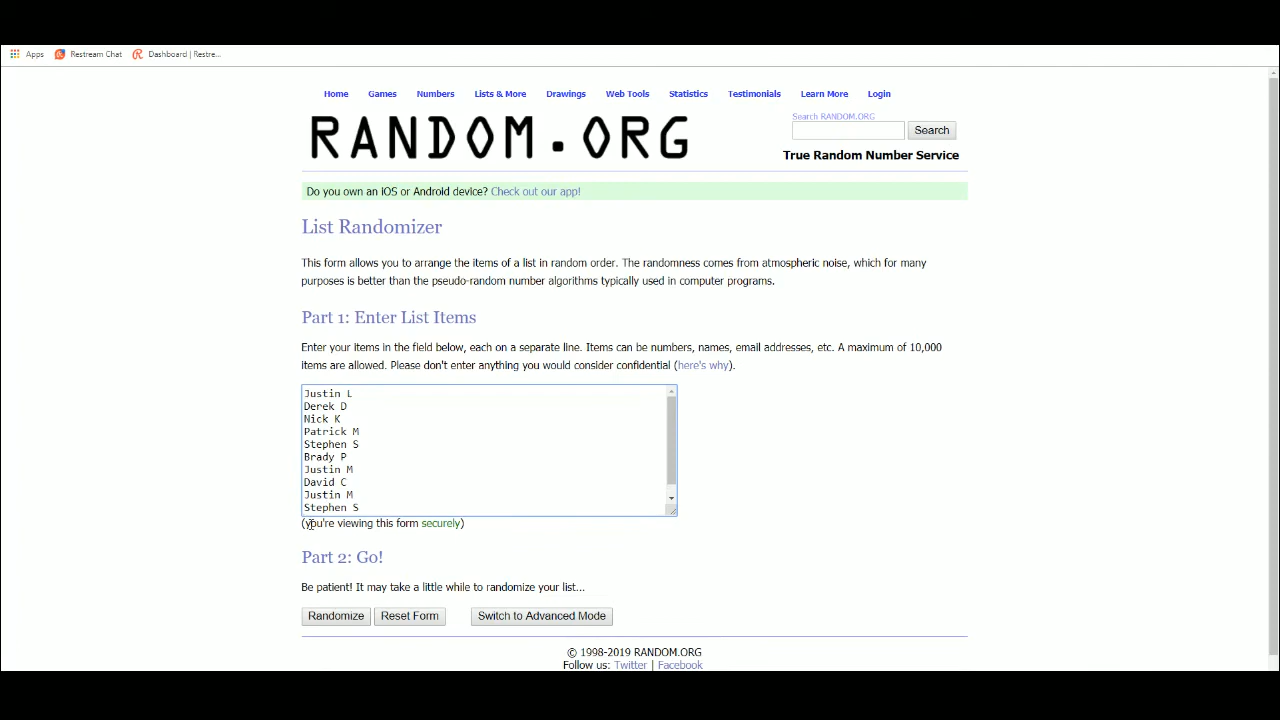 Apps Restream Chat Dashboard | Restre...
Home Games Numbers Lists & More Drawings Web Tools Statistics Testimonials Learn More Login
RANDOM.ORG
Search RANDOM.ORG
Search
True Random Number Service
Do you own an iOS or Android device? Check out our app!
List Randomizer
This form allows you to arrange the items of a list in random order. The randomness comes from atmospheric noise, which for many
purposes is better than the pseudo-random number algorithms typically used in computer programs.
Part 1: Enter List Items
Enter your items in the field below, each on a separate line. Items can be numbers, names, email addresses, etc. A maximum of 10,000
items are allowed. Please don't enter anything you would consider confidential (here's why).
Justin L
Derek D
Nick K
Patrick M
Stephen S
Brady P
Justin M
David C
Justin M
Stephen S
(you're viewing this form securely)
Part 2: Go!
Be patient! It may take a little while to randomize your list...
Randomize Reset Form Switch to Advanced Mode
© 1998-2019 RANDOM.ORG
Follow us: Twitter | Facebook